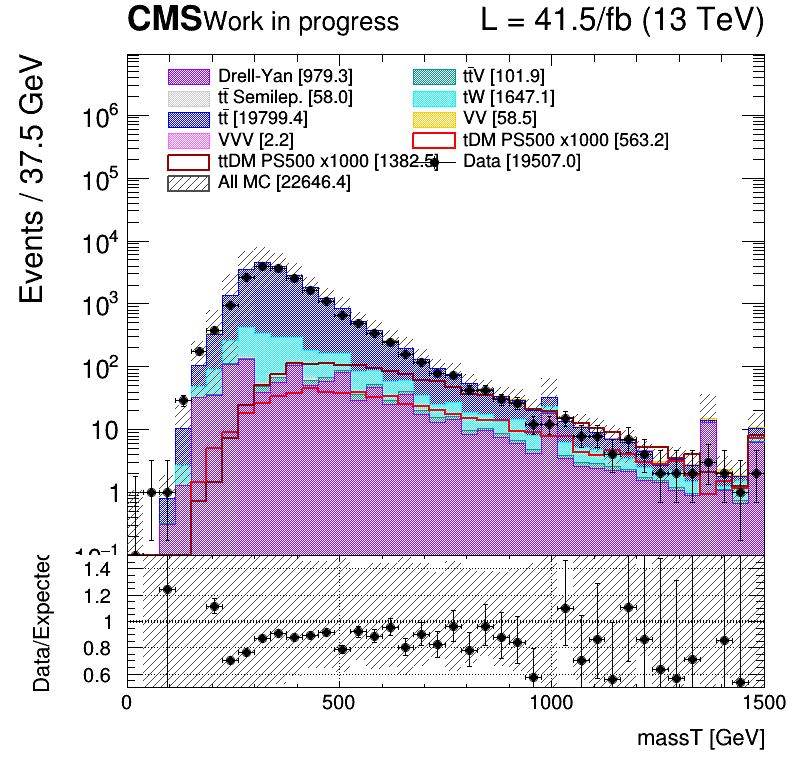 CMS Work in progress L = 41.5/fb (13 TeV)
Events / 37.5 GeV
Drell-Yan [979.3] tt̄V [101.9]
tt̄ Semilep. [58.0] tW [1647.1]
tt̄ [19799.4] VV [58.5]
VVV [2.2] tDM PS500 x1000 [563.2]
ttDM PS500 x1000 [1382.5] Data [19507.0]
All MC [22646.4]
10⁶
10⁵
10⁴
10³
10²
10
1
10⁻¹
Data/Expected
1.4
1.2
1
0.8
0.6
0 500 1000 1500
massT [GeV]